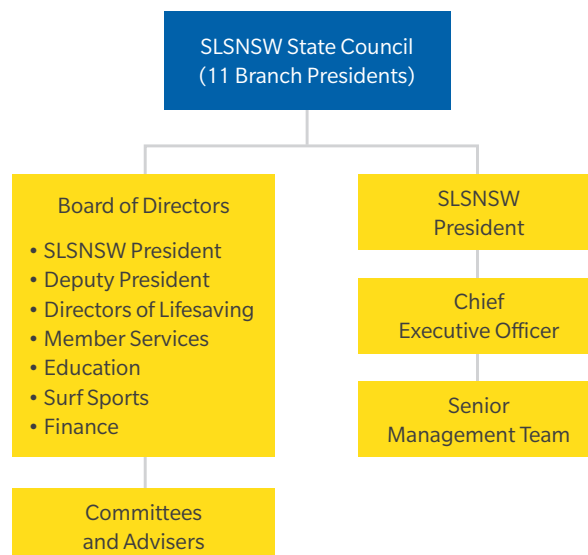 SLSNSW State Council
(11 Branch Presidents)
Board of Directors
• SLSNSW President
• Deputy President
• Directors of Lifesaving
• Member Services
• Education
• Surf Sports
• Finance
Committees
and Advisers
SLSNSW
President
Chief
Executive Officer
Senior
Management Team